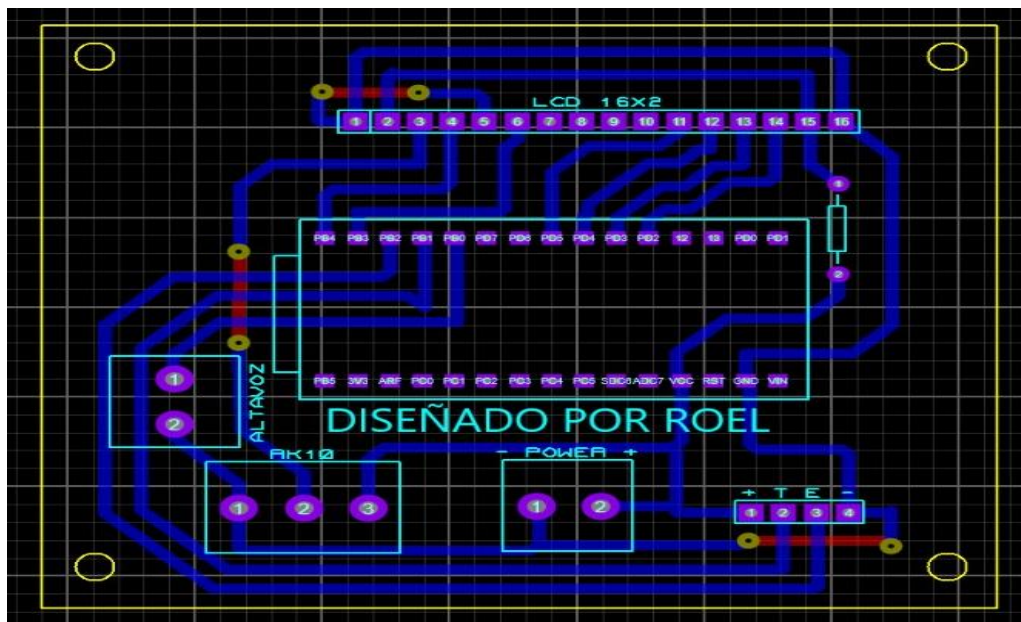 LCD 16X2
1 2 3 4 5 6 7 8 9 10 11 12 13 14 15 16
1
PB4 PB3 PB2 PB1 PB0 PD7 PD6 PD5 PD4 PD3 PD2 12 13 PD0 PD1
2
PB5 3V3 ARF PC0 PC1 PC2 PC3 PC4 PC5 ADC7 VCC RST GND VIN
1
2
ALTAVOZ
DISEÑADO POR ROEL
RK10
1 2 3
- POWER +
1 2
+ T E -
1 2 3 4